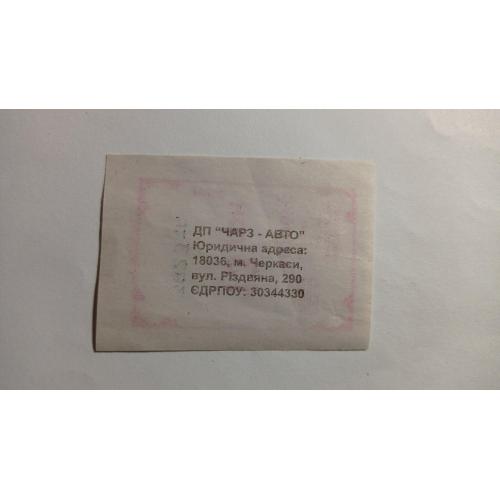 ДП "ЧАРЗ - АВТО"
Юридична адреса:
18036, м. Черкаси,
вул. Різдвяна, 290
ЄДРПОУ: 30344330